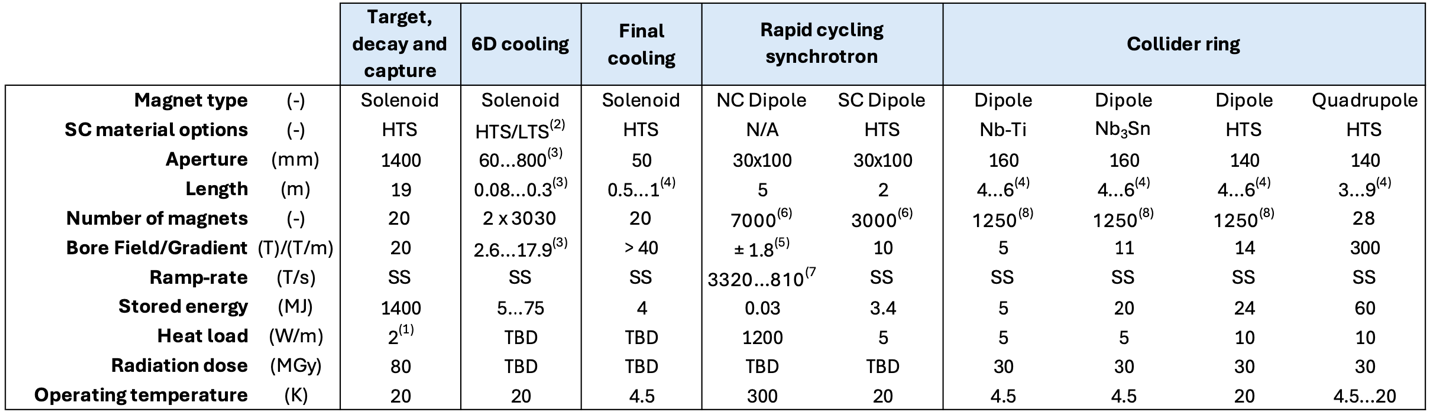 Target, decay and capture 6D cooling Final cooling Rapid cycling synchrotron Collider ring
Magnet type (-) Solenoid Solenoid Solenoid NC Dipole SC Dipole Dipole Dipole Dipole Quadrupole
SC material options (-) HTS HTS/LTS(2) HTS N/A HTS Nb-Ti Nb3Sn HTS HTS
Aperture (mm) 1400 60...800(3) 50 30x100 30x100 160 160 140 140
Length (m) 19 0.08...0.3(3) 0.5...1(4) 5 2 4...6(4) 4...6(4) 4...6(4) 3...9(4)
Number of magnets (-) 20 2 x 3030 20 7000(6) 3000(6) 1250(8) 1250(8) 1250(8) 28
Bore Field/Gradient (T)/(T/m) 20 2.6...17.9(3) > 40 ± 1.8(5) 10 5 11 14 300
Ramp-rate (T/s) SS SS SS 3320...810(7 SS SS SS SS SS
Stored energy (MJ) 1400 5...75 4 0.03 3.4 5 20 24 60
Heat load (W/m) 2(1) TBD TBD 1200 5 5 5 10 10
Radiation dose (MGy) 80 TBD TBD TBD TBD 30 30 30 30
Operating temperature (K) 20 20 4.5 300 20 4.5 4.5 20 4.5...20